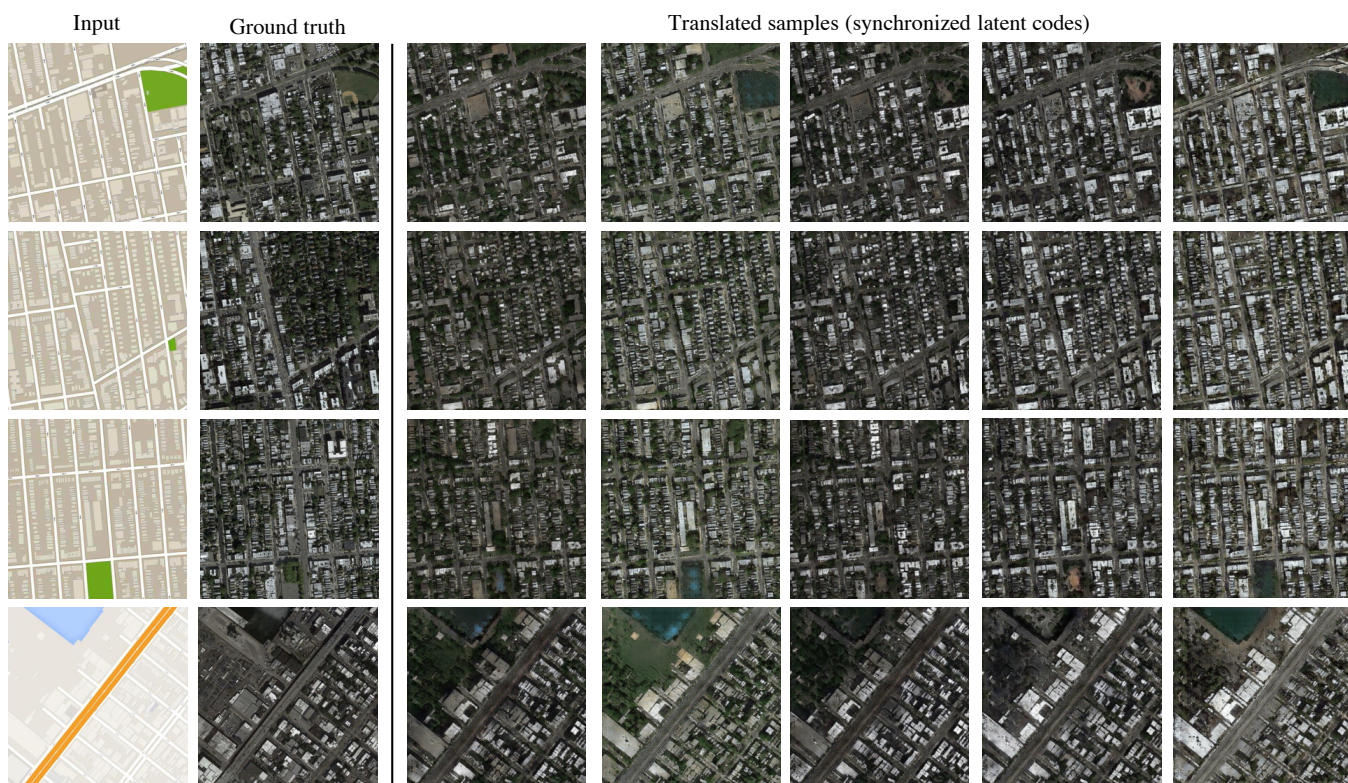 Input
Ground truth
Translated samples (synchronized latent codes)